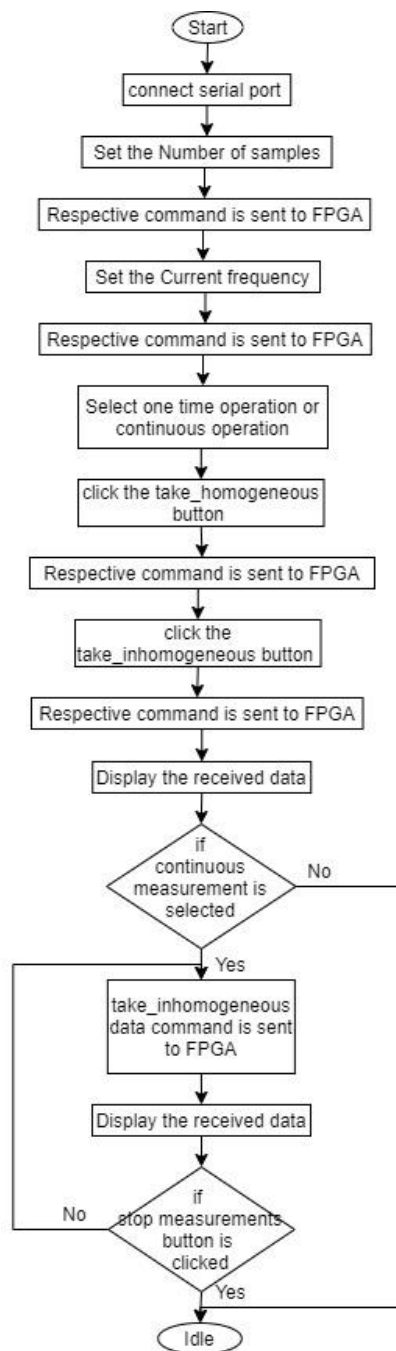 Start
connect serial port
Set the Number of samples
Respective command is sent to FPGA
Set the Current frequency
Respective command is sent to FPGA
Select one time operation or
continuous operation
click the take_homogeneous
button
Respective command is sent to FPGA
click the
take_inhomogeneous button
Respective command is sent to FPGA
Display the received data
if
continuous
measurement is
selected
No
Yes
take_inhomogeneous
data command is sent
to FPGA
Display the received data
if
stop measurements
button is
clicked
No
Yes
Idle